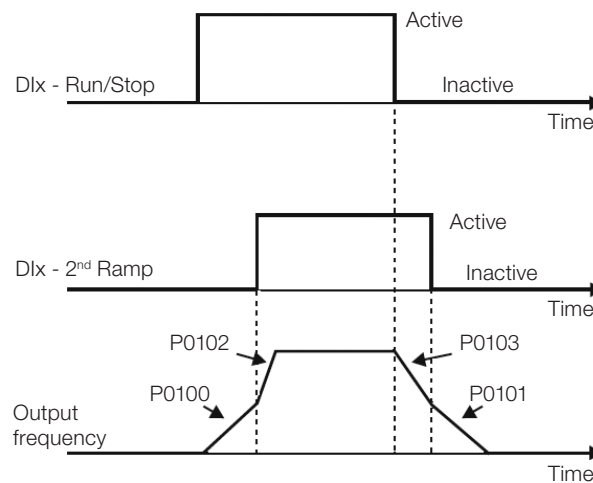 Active
DIx - Run/Stop
Inactive
Time
Active
DIx - 2nd Ramp
Inactive
Time
P0102
P0103
P0100
P0101
Output
frequency
Time